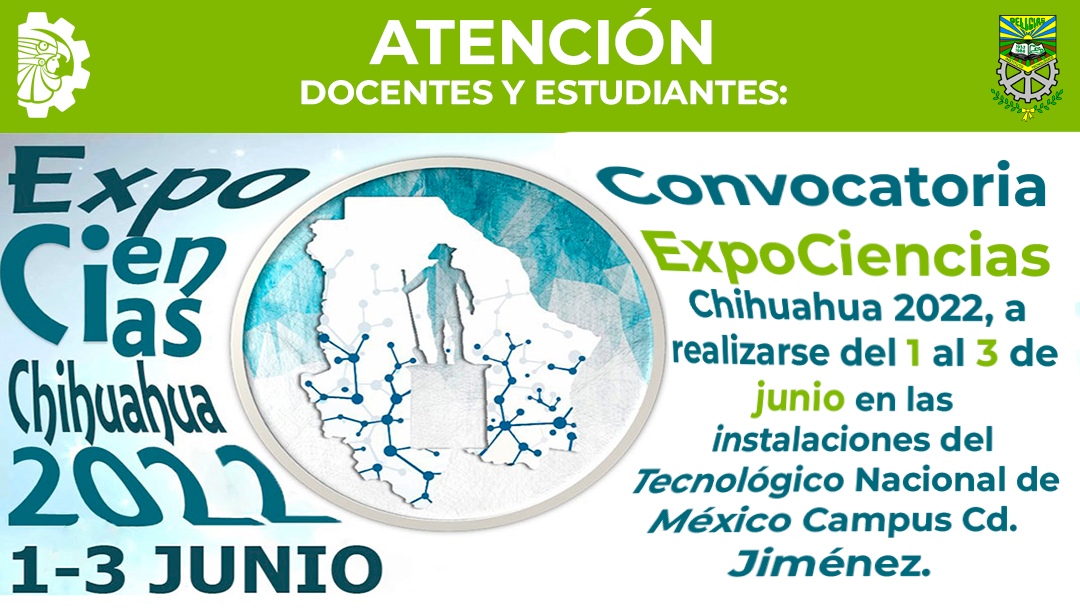 ATENCIÓN
DOCENTES Y ESTUDIANTES:
DELICIAS
Expo
Cien
cias
Chihuahua
2022
1-3 JUNIO
Convocatoria
ExpoCiencias
Chihuahua 2022, a
realizarse del 1 al 3 de
junio en las
instalaciones del
Tecnológico Nacional de
México Campus Cd.
Jiménez.